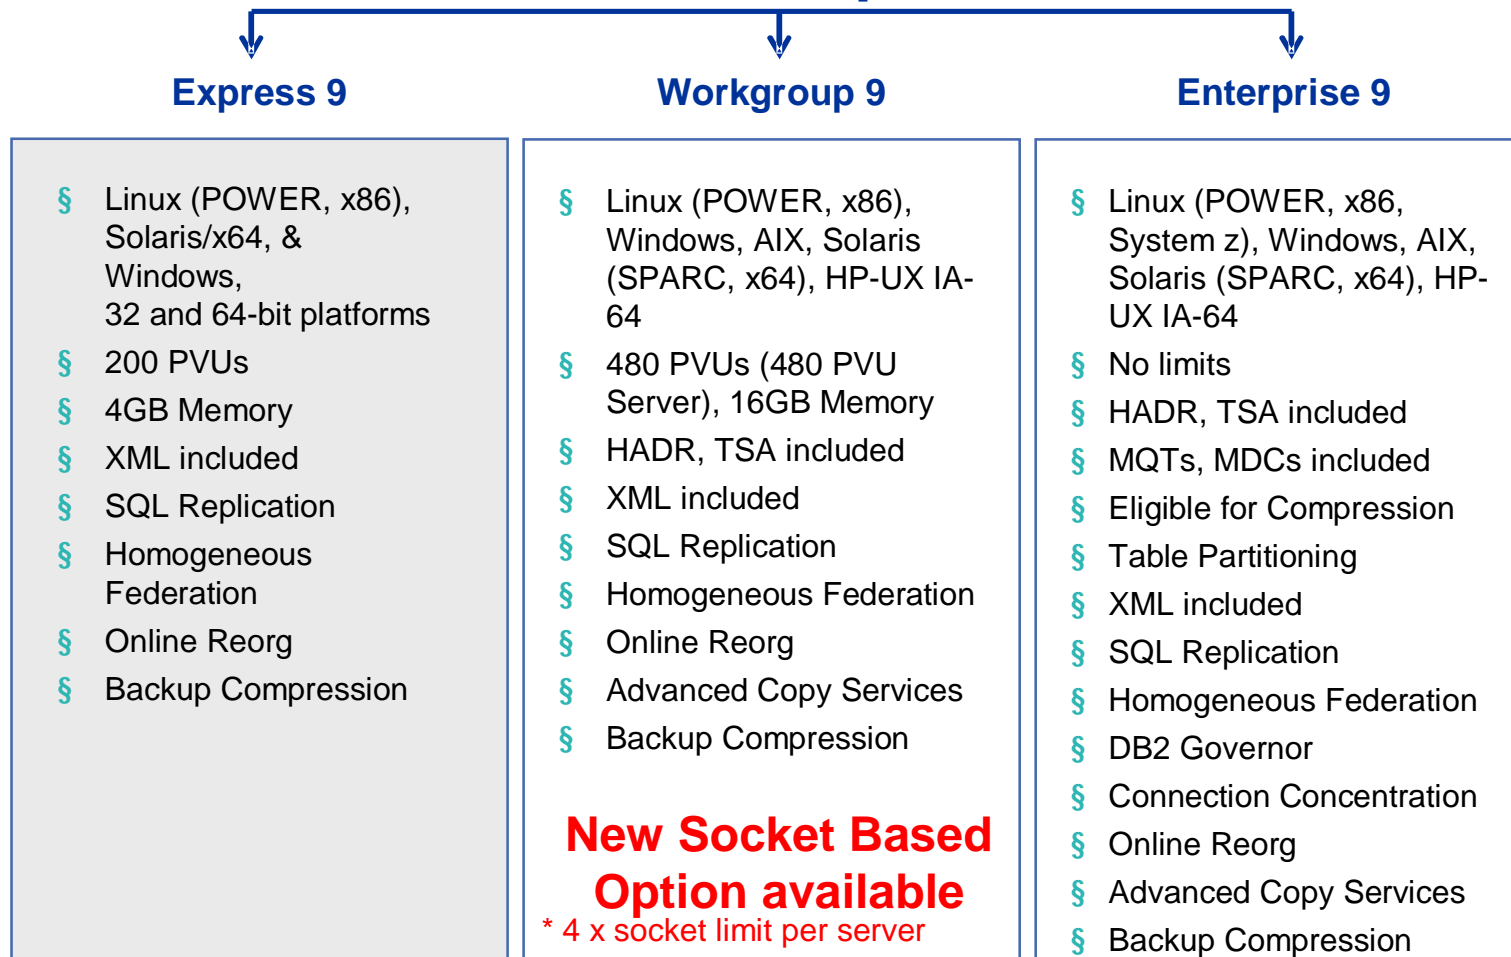 Express 9
§ Linux (POWER, x86),
Solaris/x64, &
Windows,
32 and 64-bit platforms
§ 200 PVUs
§ 4GB Memory
§ XML included
§ SQL Replication
§ Homogeneous
Federation
§ Online Reorg
§ Backup Compression
Workgroup 9
§ Linux (POWER, x86),
Windows, AIX, Solaris
(SPARC, x64), HP-UX IA-
64
§ 480 PVUs (480 PVU
Server), 16GB Memory
§ HADR, TSA included
§ XML included
§ SQL Replication
§ Homogeneous Federation
§ Online Reorg
§ Advanced Copy Services
§ Backup Compression
New Socket Based
Option available
* 4 x socket limit per server
Enterprise 9
§ Linux (POWER, x86,
System z), Windows, AIX,
Solaris (SPARC, x64), HP-
UX IA-64
§ No limits
§ HADR, TSA included
§ MQTs, MDCs included
§ Eligible for Compression
§ Table Partitioning
§ XML included
§ SQL Replication
§ Homogeneous Federation
§ DB2 Governor
§ Connection Concentration
§ Online Reorg
§ Advanced Copy Services
§ Backup Compression